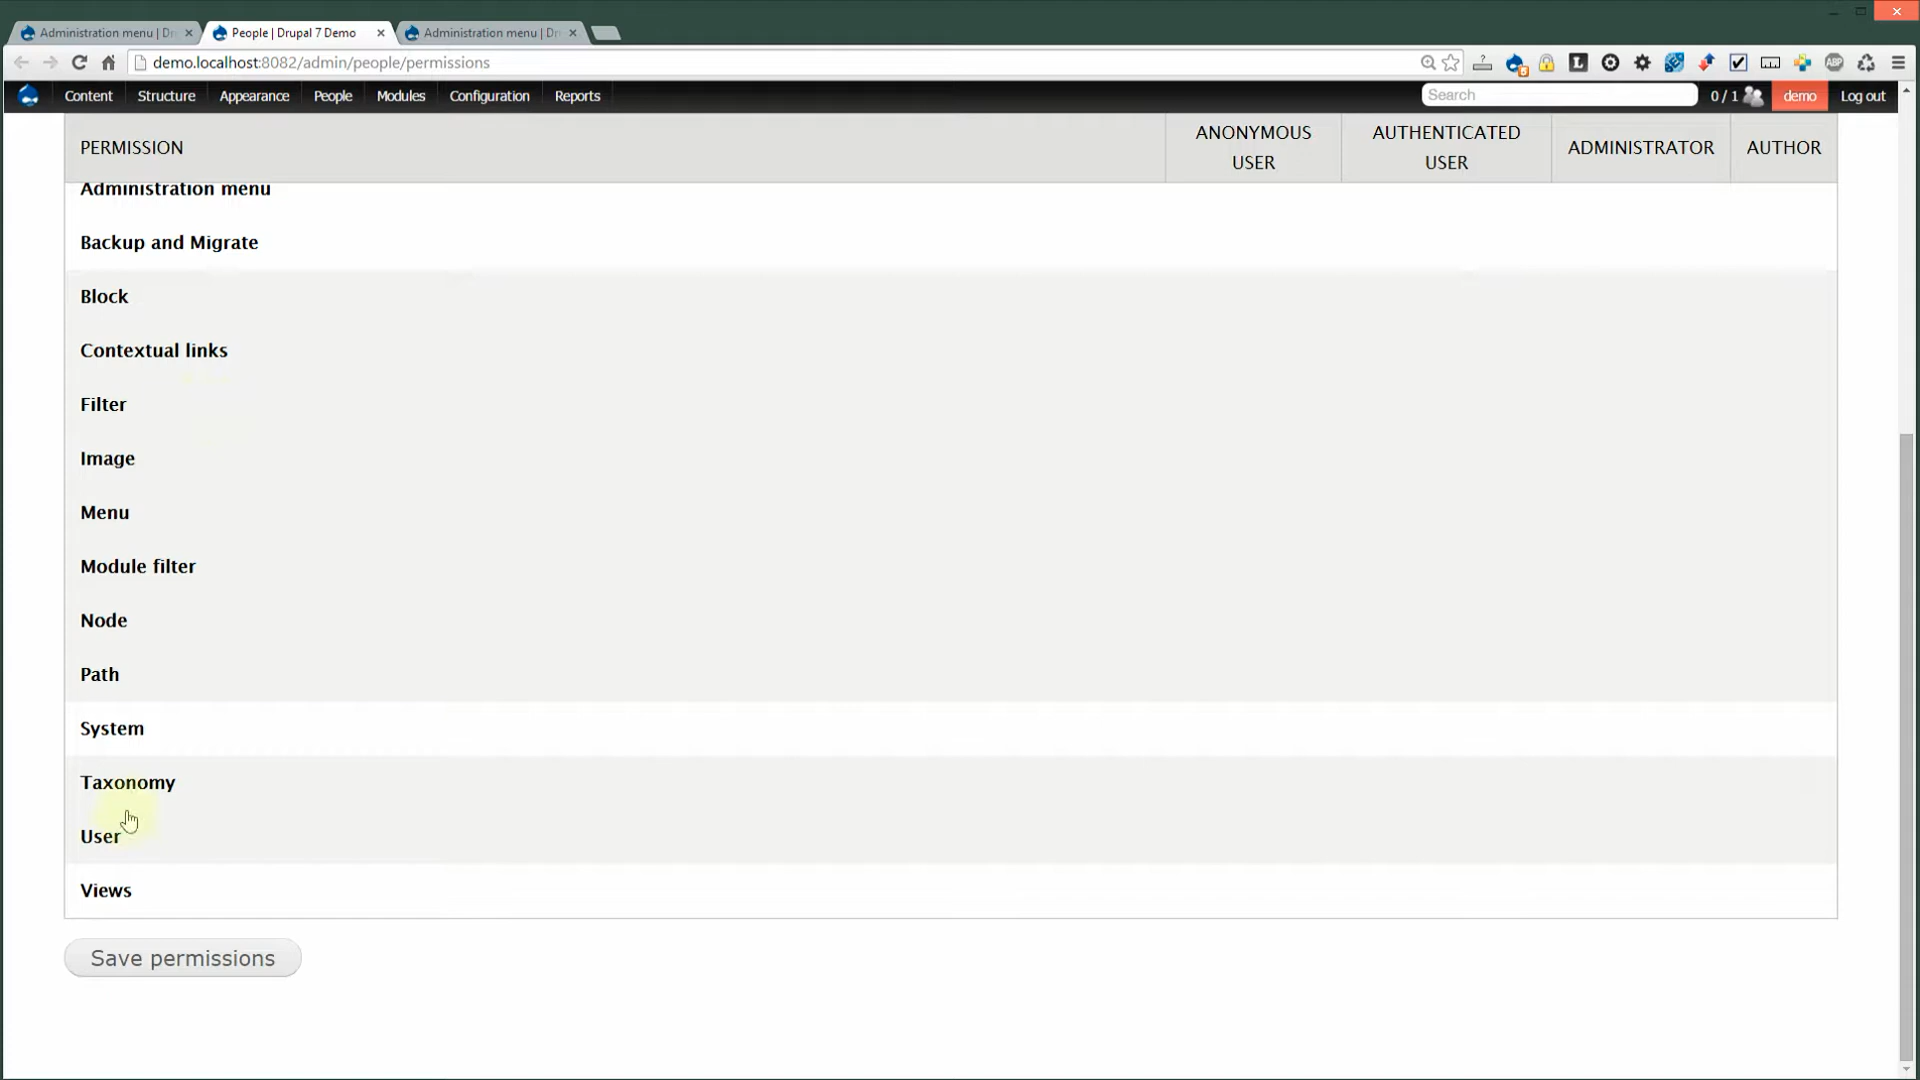 Administration menu | Dr
People | Drupal 7 Demo
Administration menu | Dr
demo.localhost:8082/admin/people/permissions
L
ABP
Content
Structure
Appearance
People
Modules
Configuration
Reports
Search
0 / 1
demo
Log out
PERMISSION
ANONYMOUS
USER
AUTHENTICATED
USER
ADMINISTRATOR
AUTHOR
Administration menu
Backup and Migrate
Block
Contextual links
Filter
Image
Menu
Module filter
Node
Path
System
Taxonomy
User
Views
Save permissions